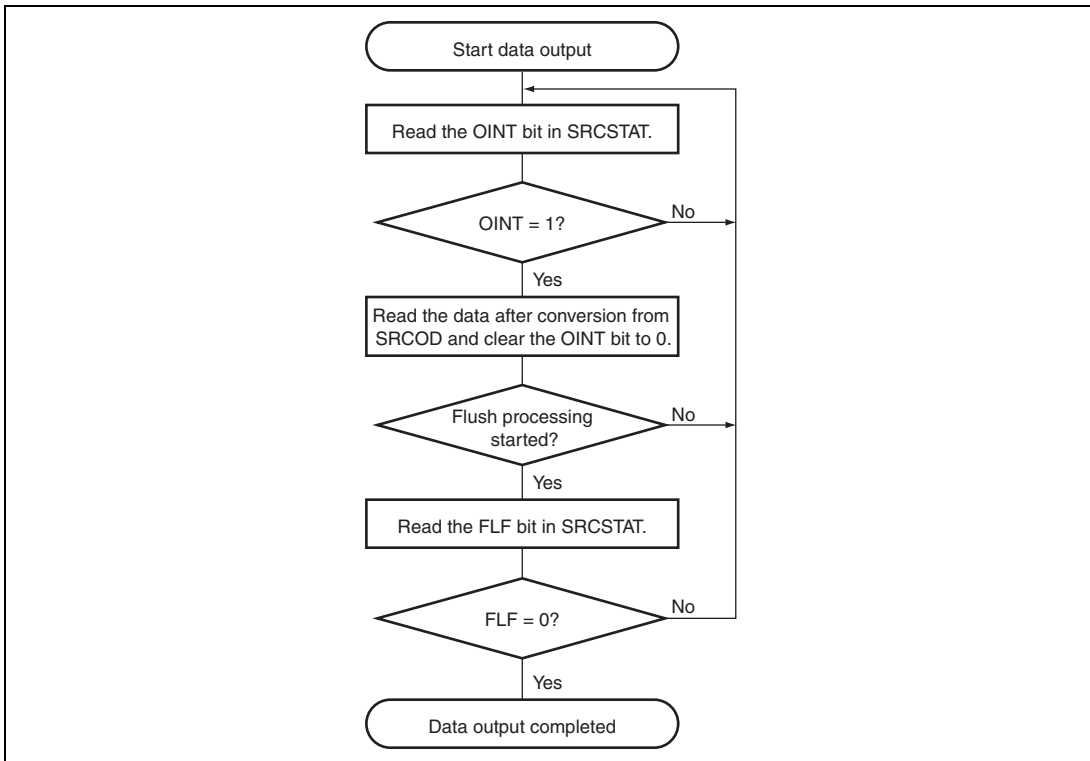 Start data output
Read the OINT bit in SRCSTAT.
OINT = 1?
No
Yes
Read the data after conversion from
SRCOD and clear the OINT bit to 0.
Flush processing
started?
No
Yes
Read the FLF bit in SRCSTAT.
FLF = 0?
No
Yes
Data output completed